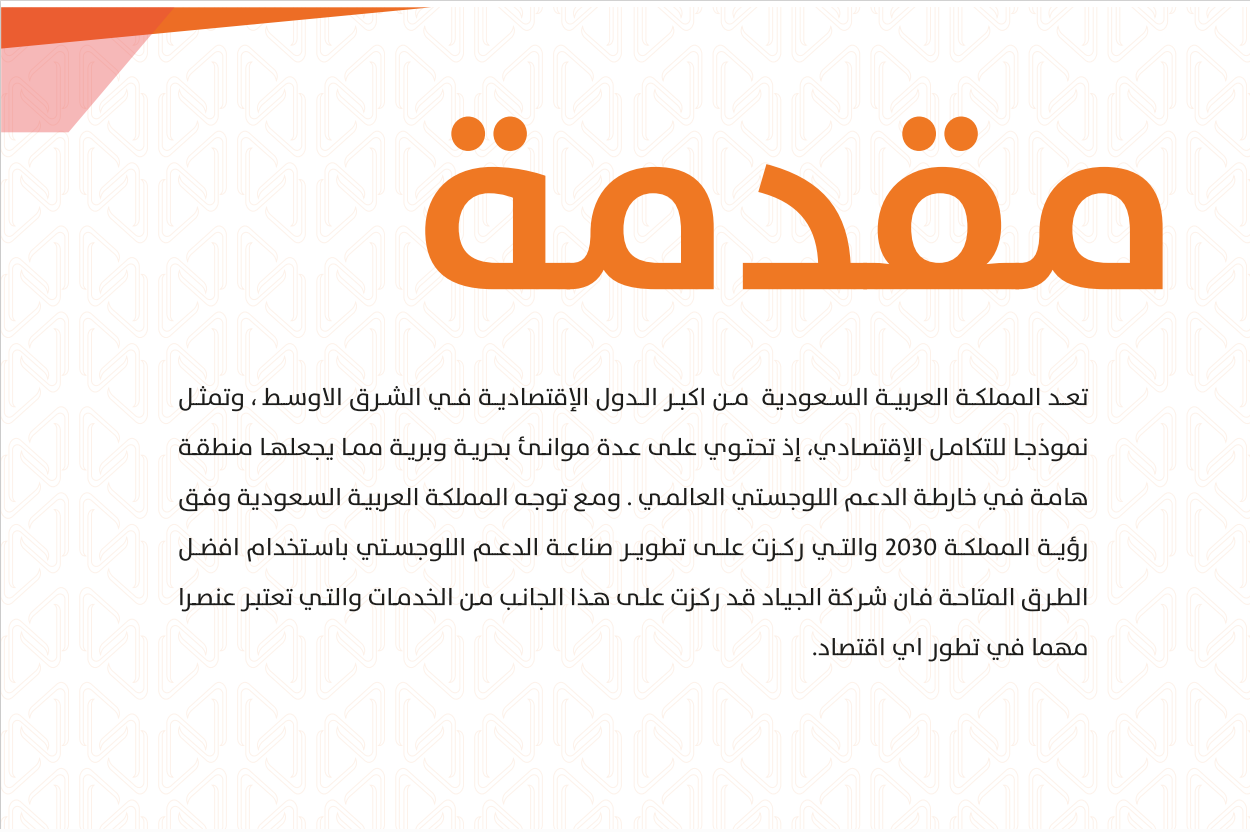 مقدمة
تعد المملكة العربية السعودية من اكبر الدول الإقتصادية في الشرق الاوسط ، وتمثل
نموذجا للتكامل الإقتصادي، إذ تحتوي على عدة موانئ بحرية وبرية مما يجعلها منطقة
هامة في خارطة الدعم اللوجستي العالمي . ومع توجه المملكة العربية السعودية وفق
رؤية المملكة 2030 والتي ركزت على تطوير صناعة الدعم اللوجستي باستخدام افضل
الطرق المتاحة فان شركة الجياد قد ركزت على هذا الجانب من الخدمات والتي تعتبر عنصرا
مهما في تطور اي اقتصاد.